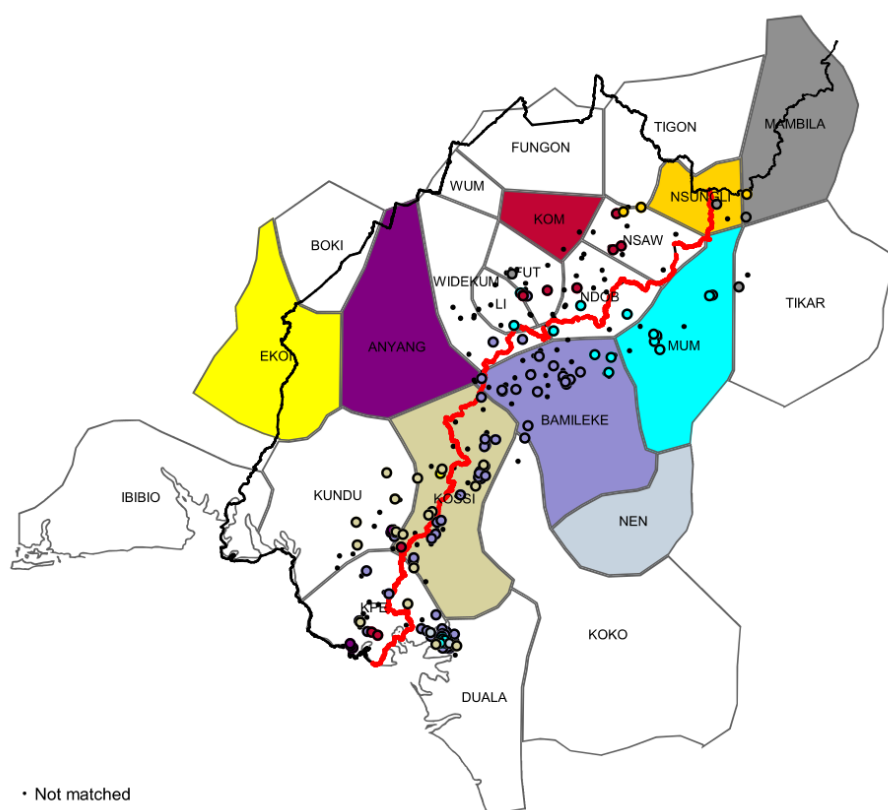 TIGON
MAMBILA
FUNGON
WUM
NSUNGLI
KOM
NSAW
BOKI
FUT
WIDEKUM
NDOB
LI
TIKAR
ANYANG
MUM
EKOI
BAMILEKE
IBIBIO
KUNDU
KOSSI
NEN
KPE
KOKO
DUALA
• Not matched